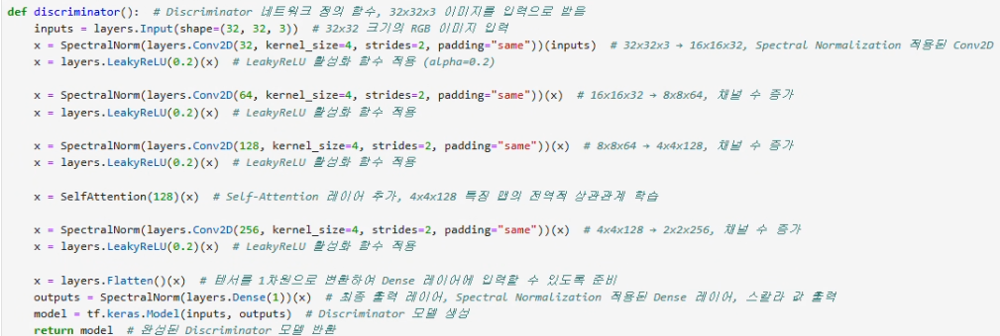 def discriminator():  # Discriminator 네트워크 정의 함수, 32x32x3 이미지를 입력으로 받음
    inputs = layers.Input(shape=(32, 32, 3))  # 32x32 크기의 RGB 이미지 입력
    x = SpectralNorm(layers.Conv2D(32, kernel_size=4, strides=2, padding="same"))(inputs)  # 32x32x3 → 16x16x32, Spectral Normalization 적용된 Conv2D
    x = layers.LeakyReLU(0.2)(x)  # LeakyReLU 활성화 함수 적용 (alpha=0.2)
    x = SpectralNorm(layers.Conv2D(64, kernel_size=4, strides=2, padding="same"))(x)  # 16x16x32 → 8x8x64, 채널 수 증가
    x = layers.LeakyReLU(0.2)(x)  # LeakyReLU 활성화 함수 적용
    x = SpectralNorm(layers.Conv2D(128, kernel_size=4, strides=2, padding="same"))(x)  # 8x8x64 → 4x4x128, 채널 수 증가
    x = layers.LeakyReLU(0.2)(x)  # LeakyReLU 활성화 함수 적용
    x = SelfAttention(128)(x)  # Self-Attention 레이어 추가, 4x4x128 특징 맵의 전역적 상관관계 학습
    x = SpectralNorm(layers.Conv2D(256, kernel_size=4, strides=2, padding="same"))(x)  # 4x4x128 → 2x2x256, 채널 수 증가
    x = layers.LeakyReLU(0.2)(x)  # LeakyReLU 활성화 함수 적용
    x = layers.Flatten()(x)  # 텐서를 1차원으로 변환하여 Dense 레이어에 입력할 수 있도록 준비
    outputs = SpectralNorm(layers.Dense(1))(x)  # 최종 출력 레이어, Spectral Normalization 적용된 Dense 레이어, 스칼라 값 출력
    model = tf.keras.Model(inputs, outputs)  # Discriminator 모델 생성
    return model  # 완성된 Discriminator 모델 반환